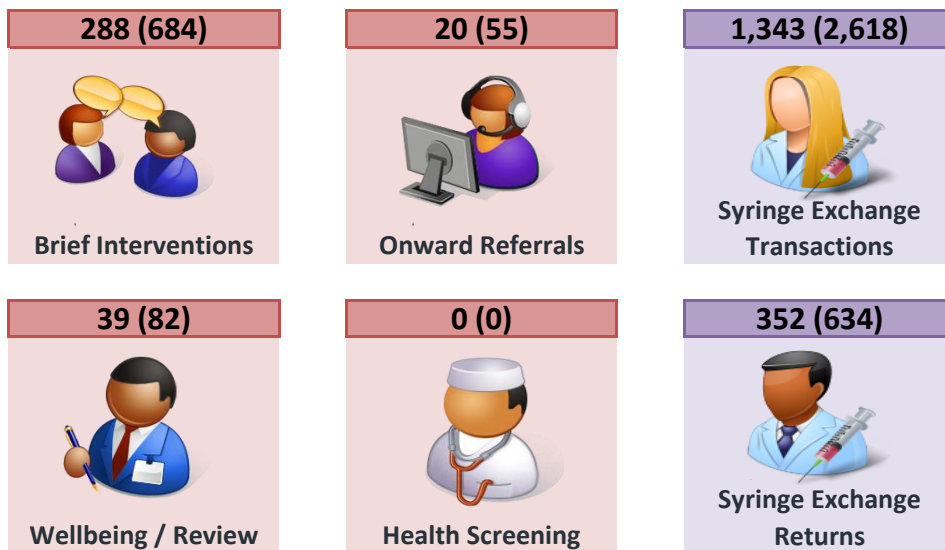 288 (684)
20 (55)
1,343 (2,618)
Brief Interventions
Onward Referrals
Syringe Exchange
Transactions
39 (82)
0 (0)
352 (634)
Wellbeing / Review
Health Screening
Syringe Exchange
Returns